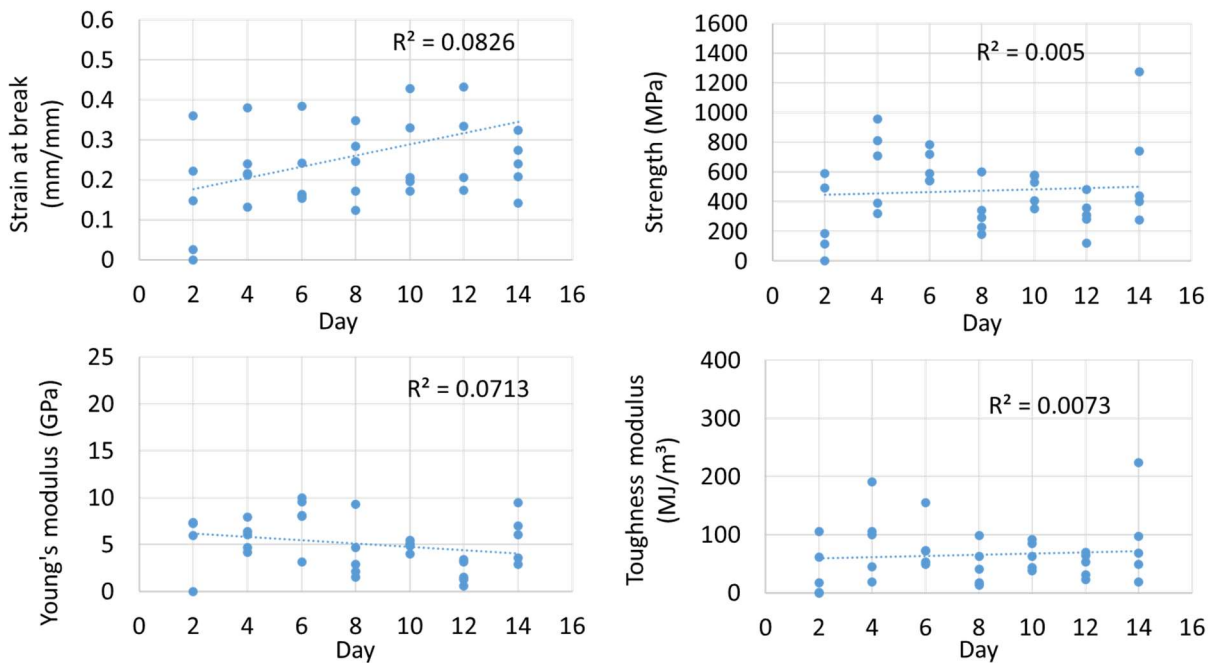 0.6
0.5
0.4
0.3
0.2
0.1
0
Strain at break
(mm/mm)
R² = 0.0826
0 2 4 6 8 10 12 14 16
Day
1600
1400
1200
1000
800
600
400
200
0
Strength (MPa)
R² = 0.005
0 2 4 6 8 10 12 14 16
Day
25
20
15
10
5
0
Young's modulus (GPa)
R² = 0.0713
0 2 4 6 8 10 12 14 16
Day
400
300
200
100
0
Toughness modulus
(MJ/m³)
R² = 0.0073
0 2 4 6 8 10 12 14 16
Day